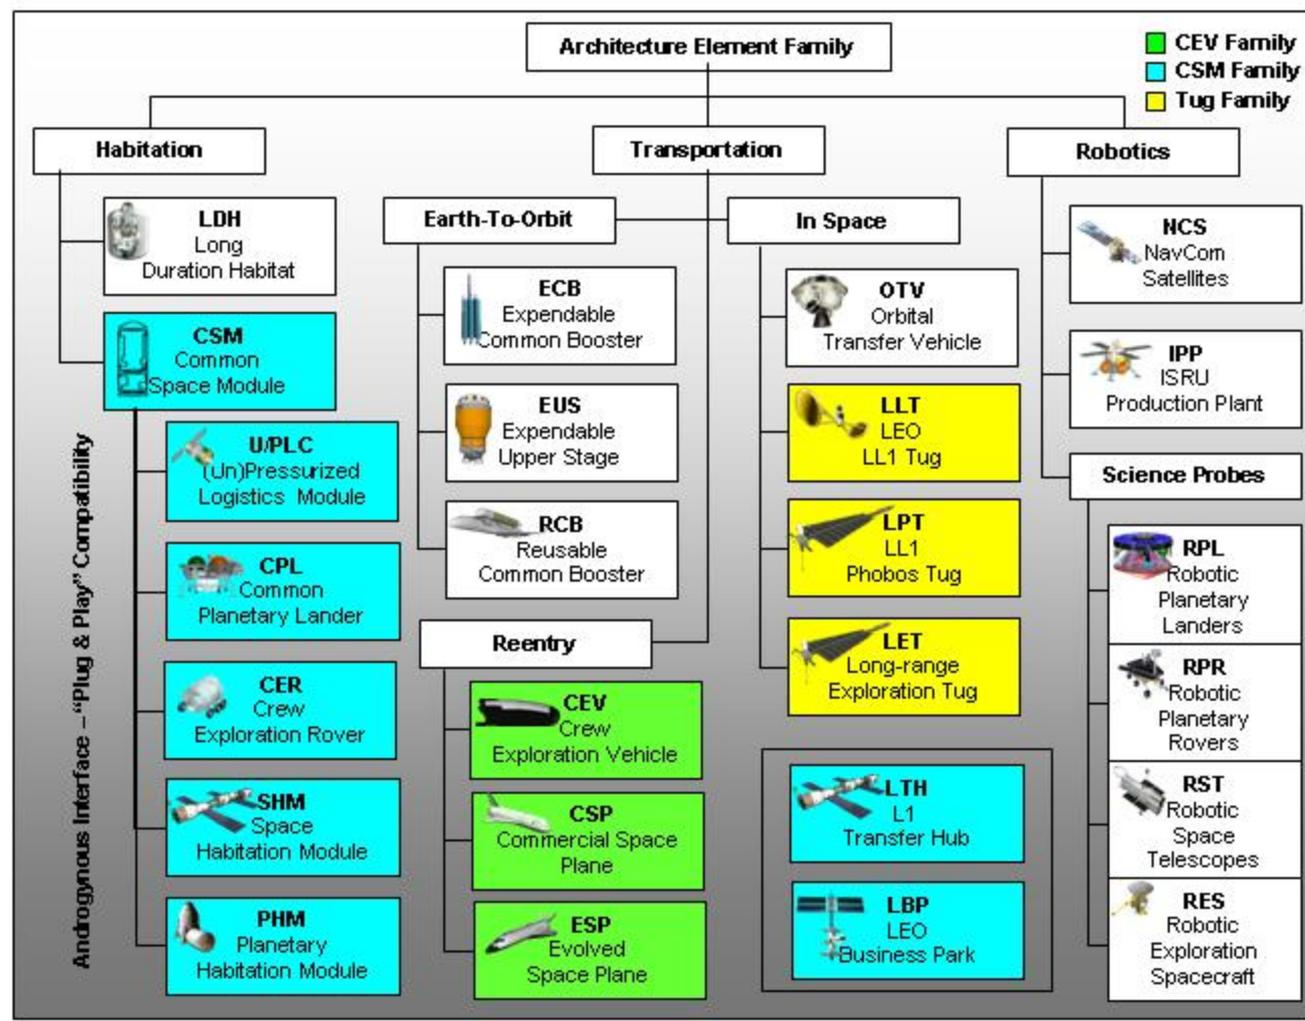 Architecture Element Family
CEV Family
CSM Family
Tug Family
Habitation
LDH
Long
Duration Habitat
CSM
Common
Space Module
Androgynous Interface – “Plug & Play” Compatibility
U/PLC
(Un)Pressurized
Logistics Module
CPL
Common
Planetary Lander
CER
Crew
Exploration Rover
SHM
Space
Habitation Module
PHM
Planetary
Habitation Module
Transportation
Earth-To-Orbit
ECB
Expendable
Common Booster
EUS
Expendable
Upper Stage
RCB
Reusable
Common Booster
Reentry
CEV
Crew
Exploration Vehicle
CSP
Commercial Space
Plane
ESP
Evolved
Space Plane
In Space
OTV
Orbital
Transfer Vehicle
LLT
LEO
LL1 Tug
LPT
LL1
Phobos Tug
LET
Long-range
Exploration Tug
LTH
L1
Transfer Hub
LBP
LEO
Business Park
Robotics
NCS
NavCom
Satellites
IPP
ISRU
Production Plant
Science Probes
RPL
Robotic
Planetary
Landers
RPR
Robotic
Planetary
Rovers
RST
Robotic
Space
Telescopes
RES
Robotic
Exploration
Spacecraft